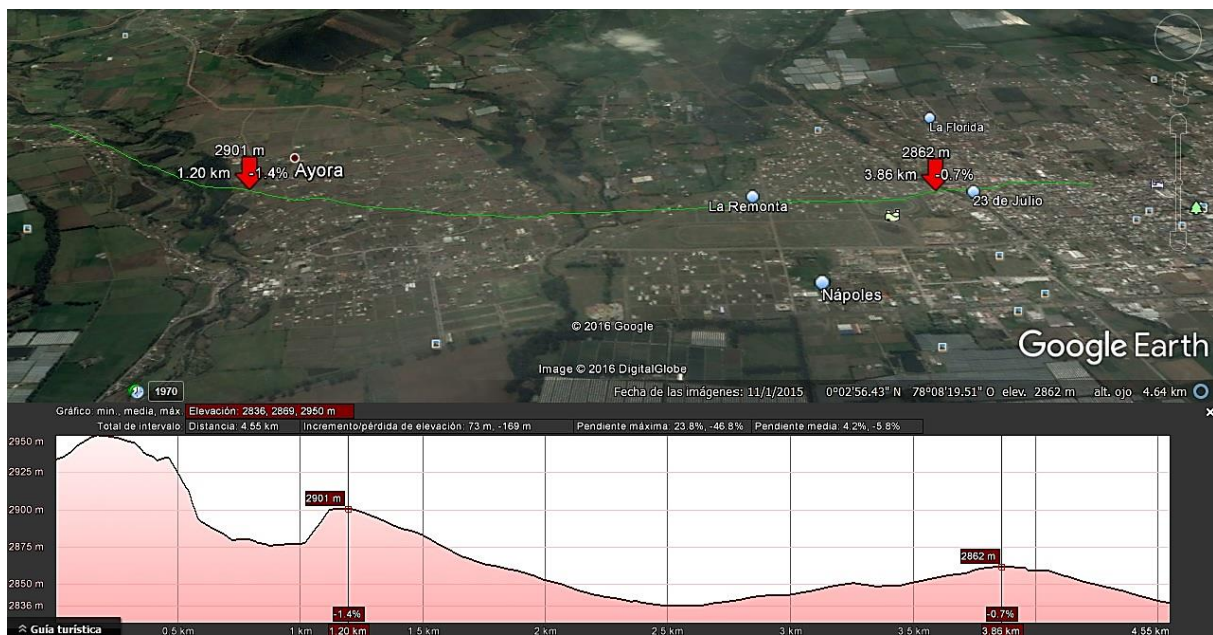 La Florida
2901 m
1.20 km -1.4% Ayora
2862 m
3.86 km -0.7%
23 de Julio
La Remonta
Nápoles
© 2016 Google
Google Earth
Image © 2016 DigitalGlobe
1970
Fecha de las imágenes: 11/1/2015 0°02'56.43" N 78°08'19.51" O elev. 2862 m alt. ojo 4.64 km
Gráfico: min., media, máx. Elevación: 2836, 2869, 2950 m
Total de intervalo: Distancia: 4.55 km Incremento/pérdida de elevación: 73 m, -169 m Pendiente máxima: 23.8%, -46.8% Pendiente media: 4.2%, -5.8%
2950 m
2925 m
2900 m
2875 m
2850 m
2836 m
2901 m
2862 m
-1.4%
-0.7%
Guía turística
0.5 km 1 km 1.20 km 1.5 km 2 km 2.5 km 3 km 3.5 km 3.86 km 4.55 km